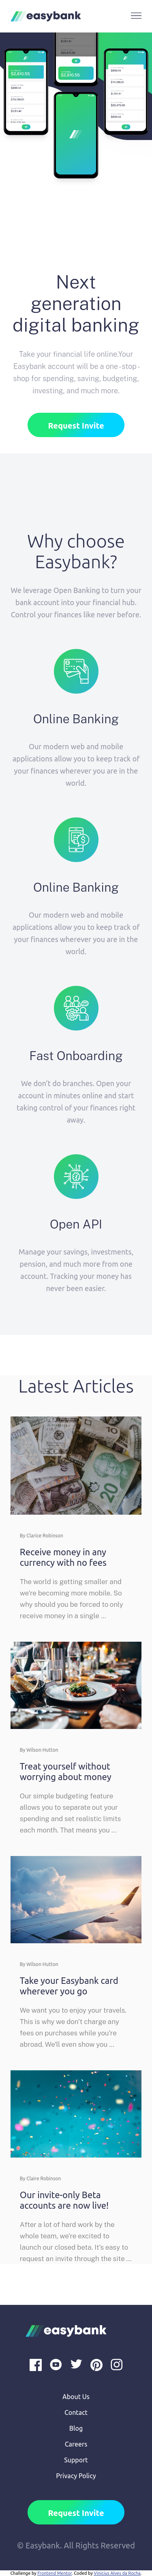 easybank
Next
generation
digital banking
Take your financial life online.Your
Easybank account will be a one-stop-
shop for spending, saving, budgeting,
investing, and much more.
Request Invite
Why choose
Easybank?
We leverage Open Banking to turn your
bank account into your financial hub.
Control your finances like never before.
Online Banking
Our modern web and mobile
applications allow you to keep track of
your finances wherever you are in the
world.
Online Banking
Our modern web and mobile
applications allow you to keep track of
your finances wherever you are in the
world.
Fast Onboarding
We don't do branches. Open your
account in minutes online and start
taking control of your finances right
away.
Open API
Manage your savings, investments,
pension, and much more from one
account. Tracking your money has
never been easier.
Latest Articles
By Clarice Robinson
Receive money in any
currency with no fees
The world is getting smaller and
we're becoming more mobile. So
why should you be forced to only
receive money in a single ...
By Wilson Hutton
Treat yourself without
worrying about money
Our simple budgeting feature
allows you to separate out your
spending and set realistic limits
each month. That means you ...
By Wilson Hutton
Take your Easybank card
wherever you go
We want you to enjoy your travels.
This is why we don't charge any
fees on purchases while you're
abroad. We'll even show you ...
By Claire Robinson
Our invite-only Beta
accounts are now live!
After a lot of hard work by the
whole team, we're excited to
launch our closed beta. It's easy to
request an invite through the site ...
easybank
About Us
Contact
Blog
Careers
Support
Privacy Policy
Request Invite
© Easybank. All Rights Reserved
Challenge by Frontend Mentor. Coded by Vinicius Alves da Rocha.